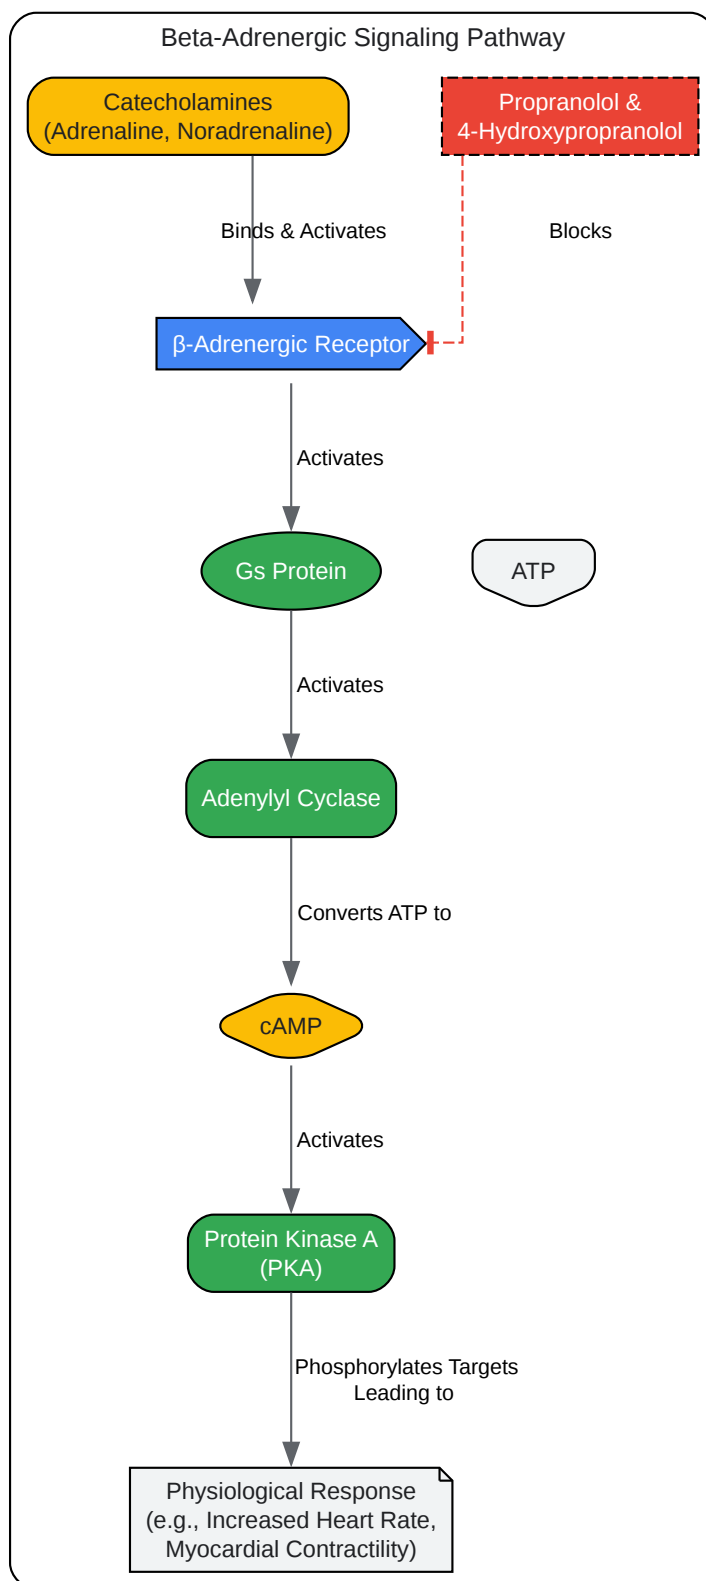 Beta-Adrenergic Signaling Pathway
Catecholamines
(Adrenaline, Noradrenaline)
Propranolol &
4-Hydroxypropranolol
Binds & Activates
Blocks
β-Adrenergic Receptor
Activates
Gs Protein
ATP
Activates
Adenylyl Cyclase
Converts ATP to
cAMP
Activates
Protein Kinase A
(PKA)
Phosphorylates Targets
Leading to
Physiological Response
(e.g., Increased Heart Rate,
Myocardial Contractility)